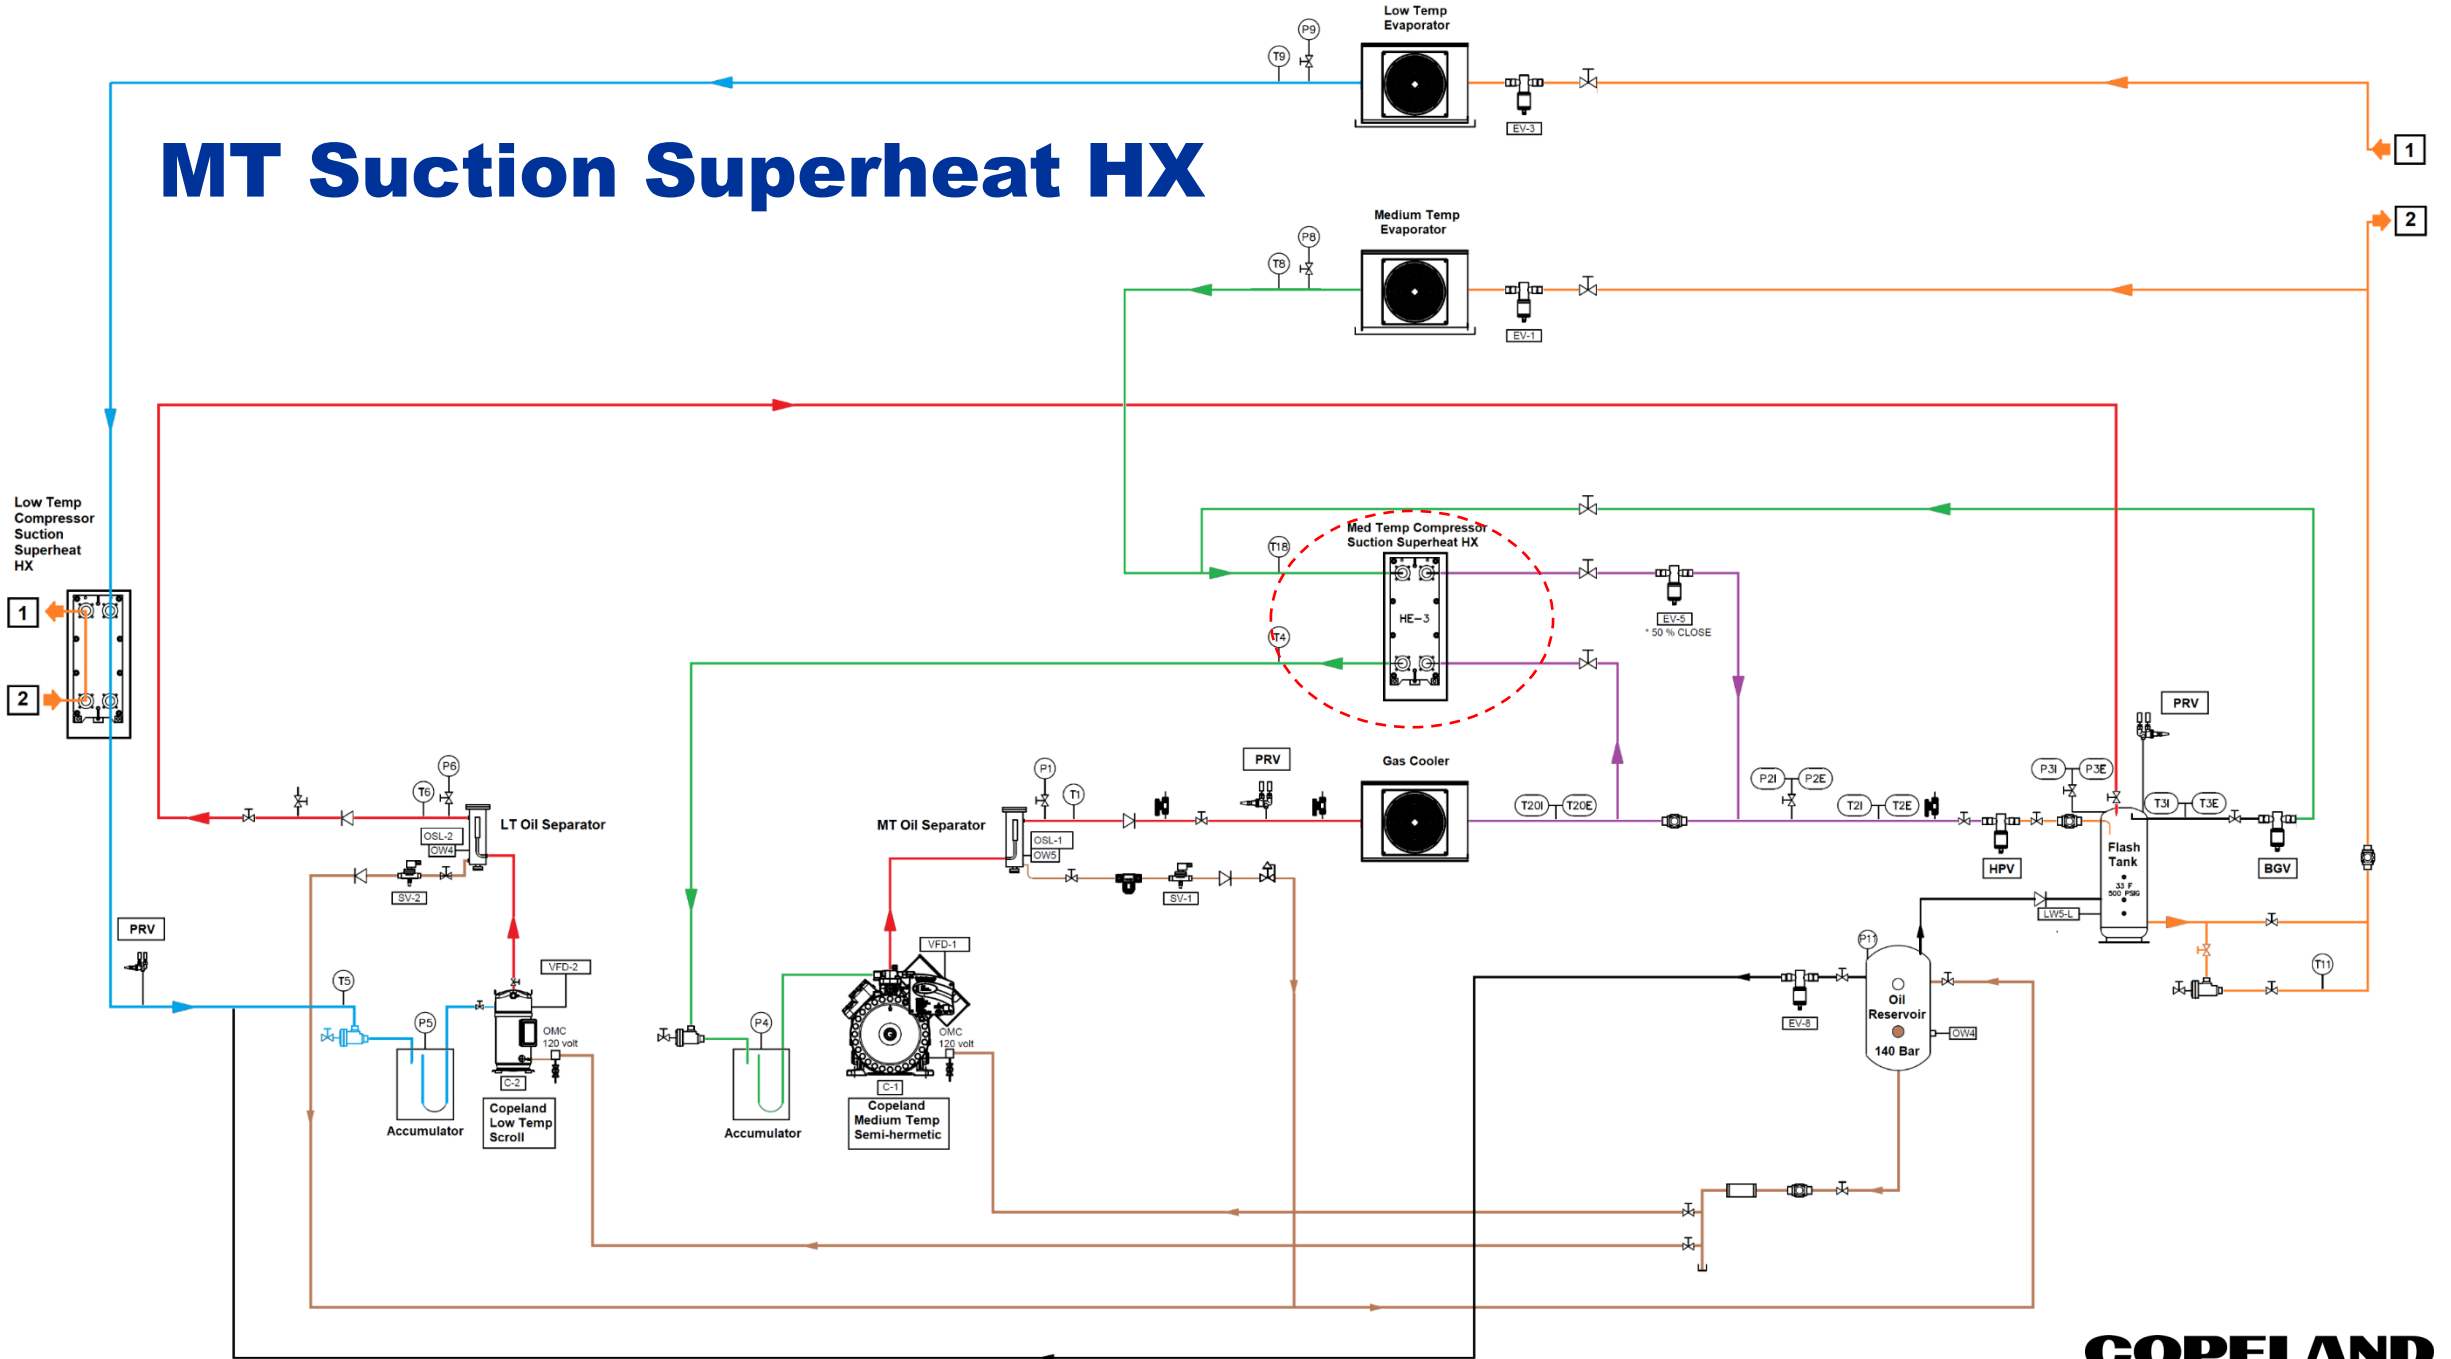 Low Temp
Evaporator
P9
T9
EV-3
1
MT Suction Superheat HX
2
Medium Temp
Evaporator
P8
T8
EV-1
Low Temp
Compressor
Suction
Superheat
HX
1
2
Med Temp Compressor
Suction Superheat HX
T18
HE-3
T4
EV-5
* 50 % CLOSE
PRV
P6
T6
LT Oil Separator
OSL-2
OW4
SV-2
P1
T1
MT Oil Separator
OSL-1
OW5
SV-1
PRV
Gas Cooler
T20I
T20E
P2I
P2E
T2I
T2E
HPV
P3I
P3E
T3I
T3E
BGV
Flash
Tank
33 F
500 PSIG
LW5-L
PRV
T5
P5
VFD-2
OMC
120 volt
C-2
Accumulator
Copeland
Low Temp
Scroll
P4
VFD-1
OMC
120 volt
C-1
Accumulator
Copeland
Medium Temp
Semi-hermetic
P11
EV-8
Oil
Reservoir
140 Bar
OW4
T11
COPELAND